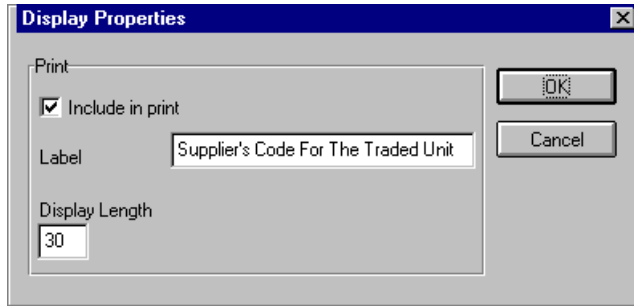 Display Properties
Print
Include in print
OK
Label
Supplier's Code For The Traded Unit
Cancel
Display Length
30